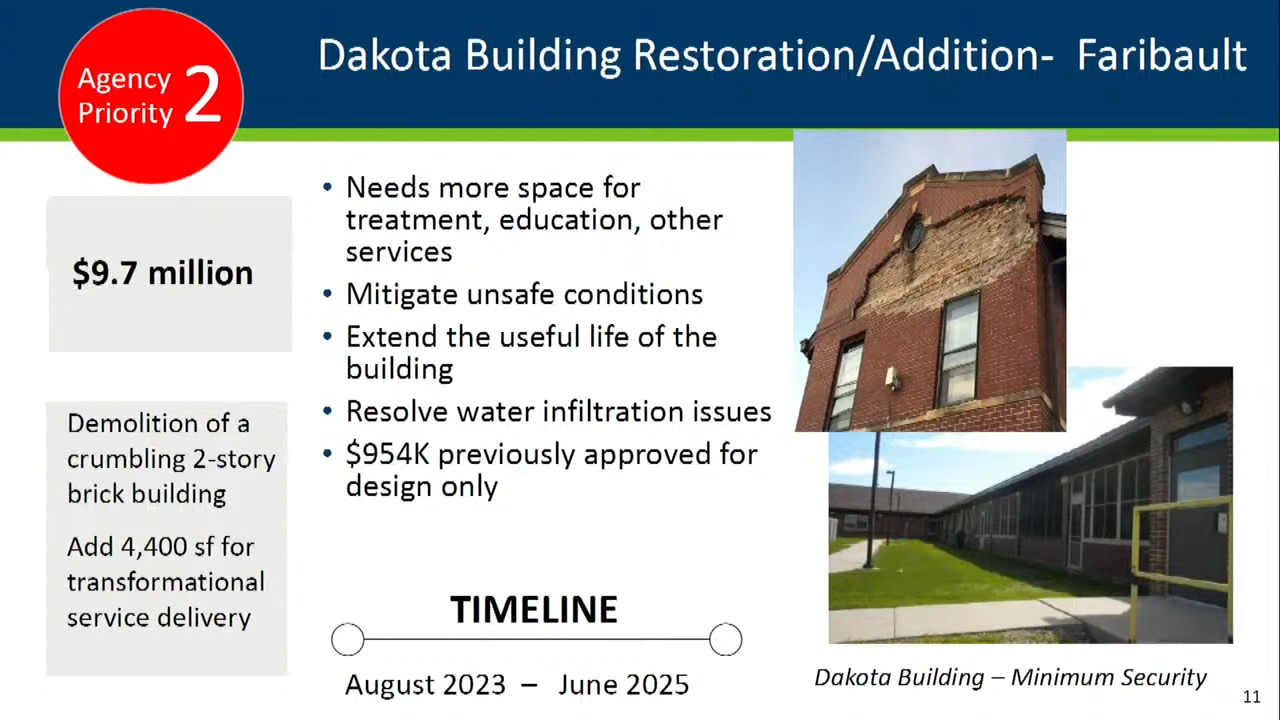 Agency
Priority 2
Dakota Building Restoration/Addition- Faribault
$9.7 million
Demolition of a
crumbling 2-story
brick building
Add 4,400 sf for
transformational
service delivery
• Needs more space for
treatment, education, other
services
• Mitigate unsafe conditions
• Extend the useful life of the
building
• Resolve water infiltration issues
• $954K previously approved for
design only
TIMELINE
August 2023 – June 2025
Dakota Building – Minimum Security
11